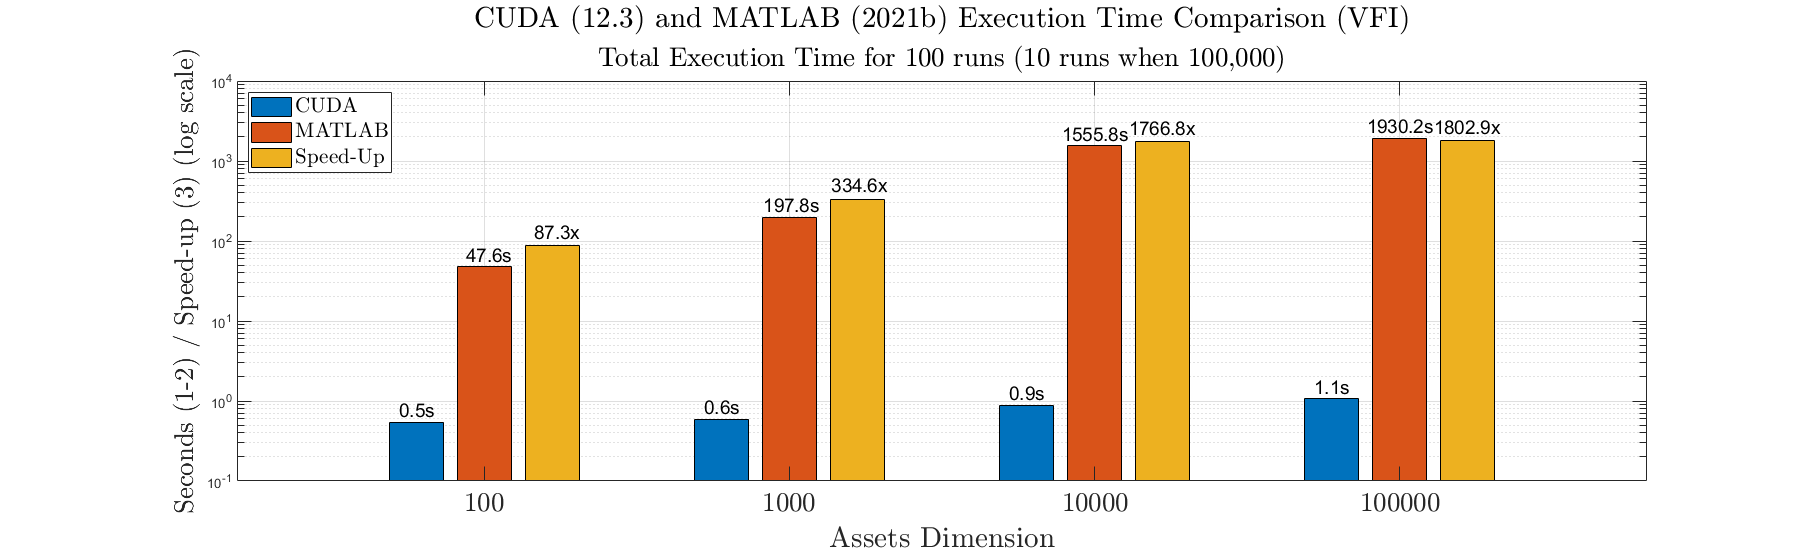 CUDA (12.3) and MATLAB (2021b) Execution Time Comparison (VFI)
Total Execution Time for 100 runs (10 runs when 100,000)
Seconds (1-2) / Speed-up (3) (log scale)
10^4
10^3
10^2
10^1
10^0
10^-1
CUDA
MATLAB
Speed-Up
0.5s 47.6s 87.3x
0.6s 197.8s 334.6x
0.9s 1555.8s 1766.8x
1.1s 1930.2s 1802.9x
100 1000 10000 100000
Assets Dimension